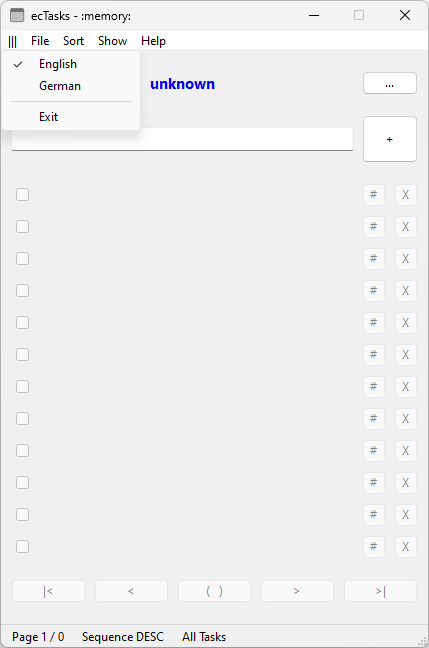 ecTasks - :memory:
||| File Sort Show Help
✓ English
German
unknown
...
Exit
+
# X
# X
# X
# X
# X
# X
# X
# X
# X
# X
# X
# X
|< < ( ) > >|
Page 1 / 0 Sequence DESC All Tasks